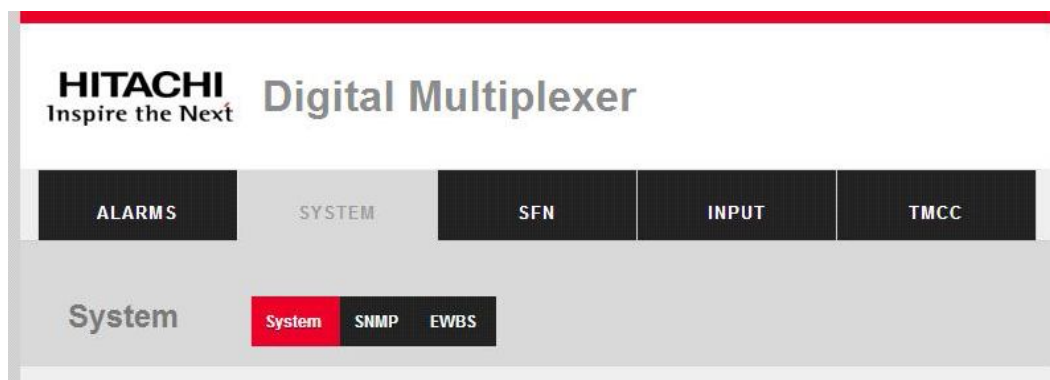 HITACHI
Inspire the Next
Digital Multiplexer
ALARMS SYSTEM SFN INPUT TMCC
System System SNMP EWBS